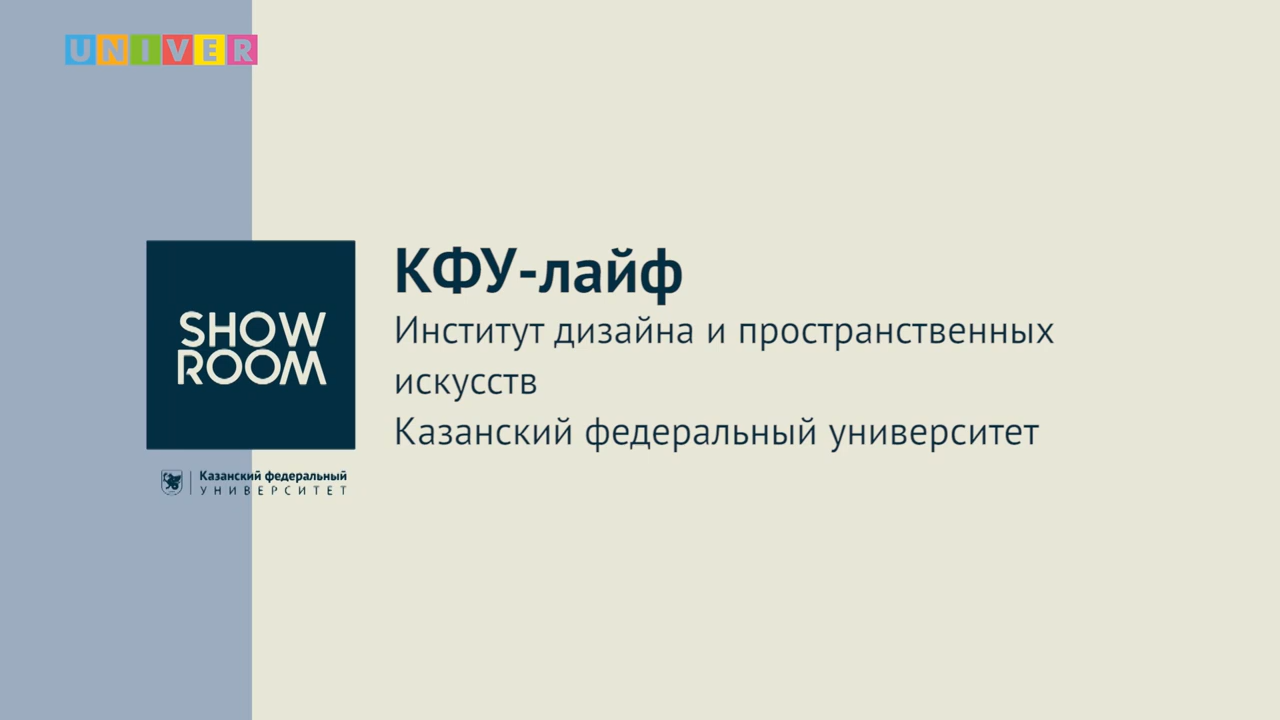 UNIVER
SHOW
ROOM
Казанский федеральный
УНИВЕРСИТЕТ
КФУ-лайф
Институт дизайна и пространственных
искусств
Казанский федеральный университет